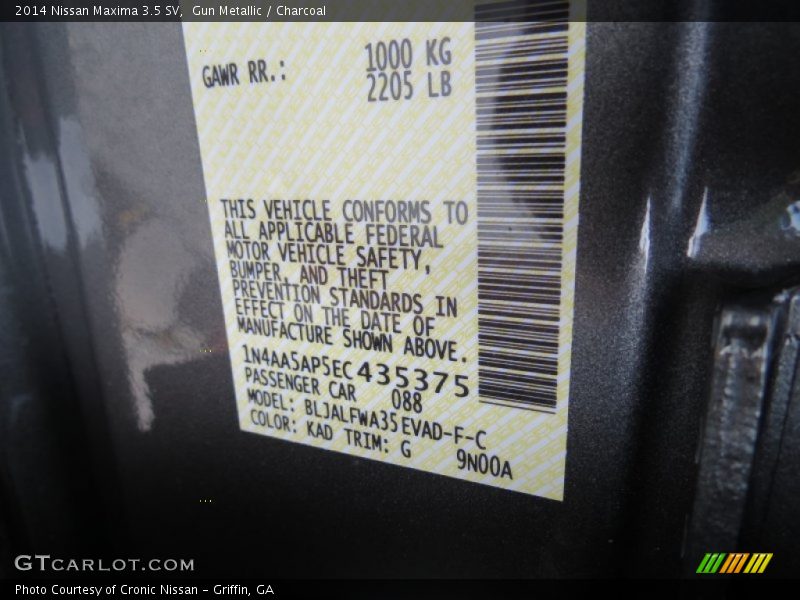 2014 Nissan Maxima 3.5 SV,  Gun Metallic / Charcoal
GAWR RR.: 1000 KG
2205 LB
THIS VEHICLE CONFORMS TO
ALL APPLICABLE FEDERAL
MOTOR VEHICLE SAFETY,
BUMPER, AND THEFT
PREVENTION STANDARDS IN
EFFECT ON THE DATE OF
MANUFACTURE SHOWN ABOVE.
1N4AA5AP5EC435375
PASSENGER CAR 088
MODEL: BLJALFWA35EVAD-F-C
COLOR: KAD TRIM: G 9N00A
GTCARLOT.COM
Photo Courtesy of Cronic Nissan – Griffin, GA